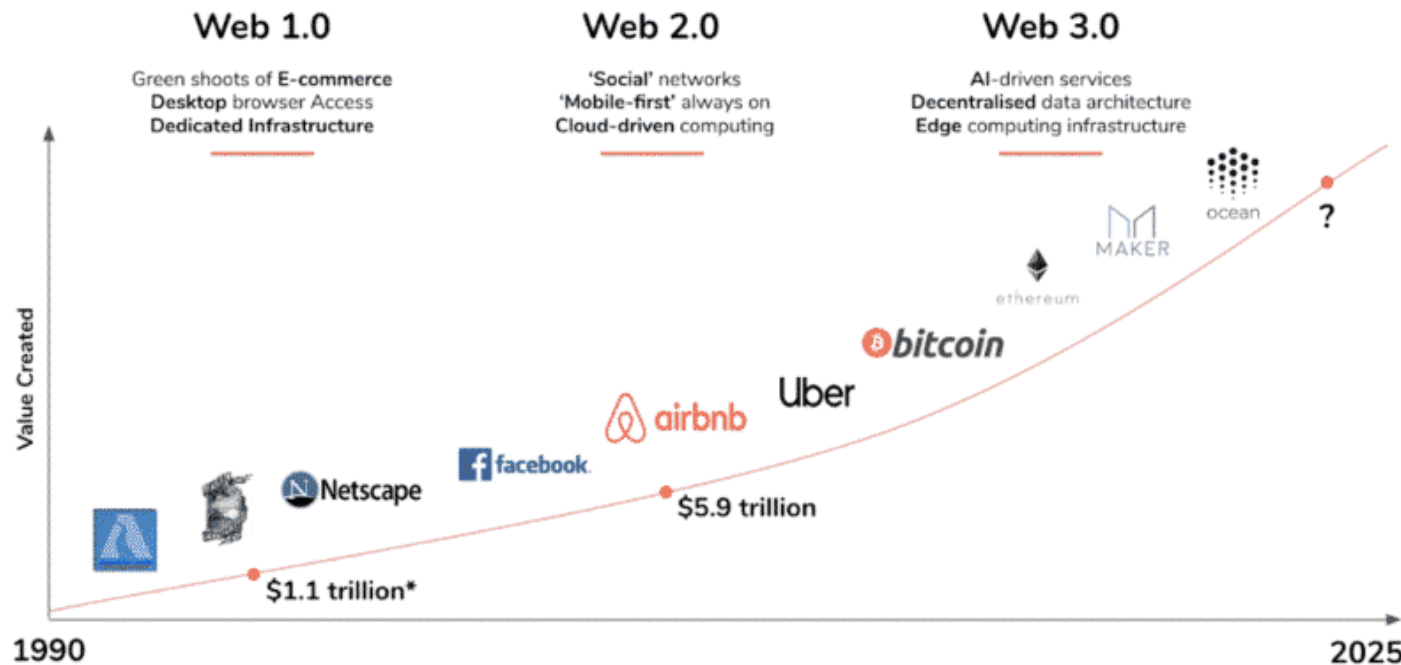 Web 1.0
Green shoots of E-commerce
Desktop browser Access
Dedicated Infrastructure
Web 2.0
‘Social’ networks
‘Mobile-first’ always on
Cloud-driven computing
Web 3.0
AI-driven services
Decentralised data architecture
Edge computing infrastructure
Value Created
N Netscape
$1.1 trillion*
f facebook.
airbnb
$5.9 trillion
Uber
bitcoin
ethereum
MAKER
ocean
?
1990
2025